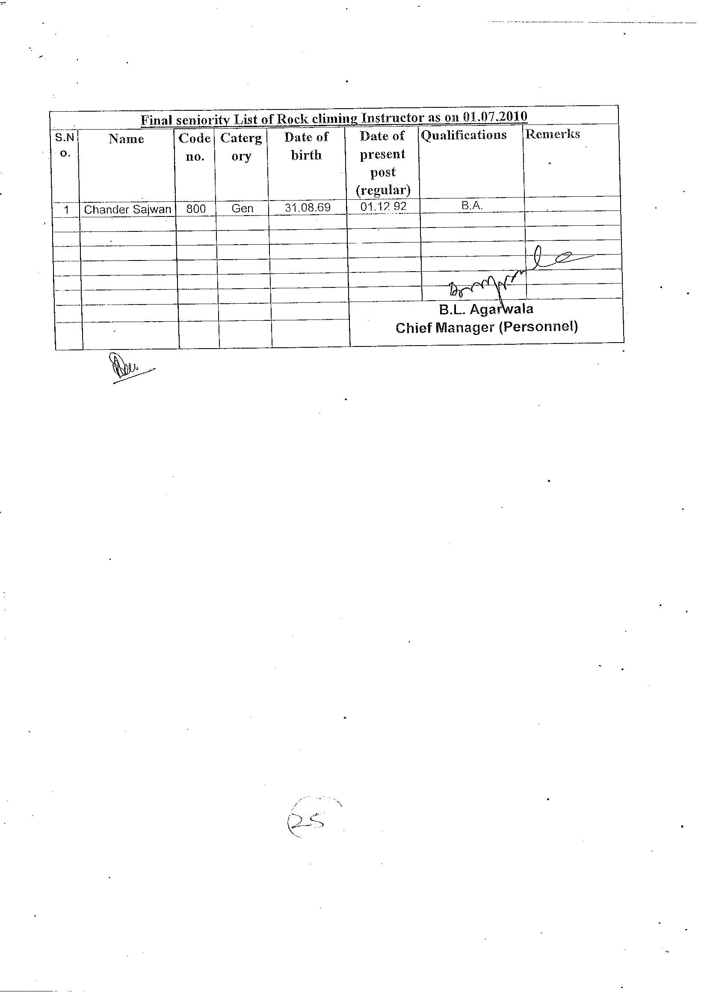 Final seniority List of Rock climing Instructor as on 01.07.2010
S.N
o.
Name
Code
no.
Caterg
ory
Date of
birth
Date of
present
post
(regular)
Qualifications
Remerks
1 Chander Sajwan 800 Gen 31.08.69 01.12.92 B.A.
B.L. Agarwala
Chief Manager (Personnel)
25